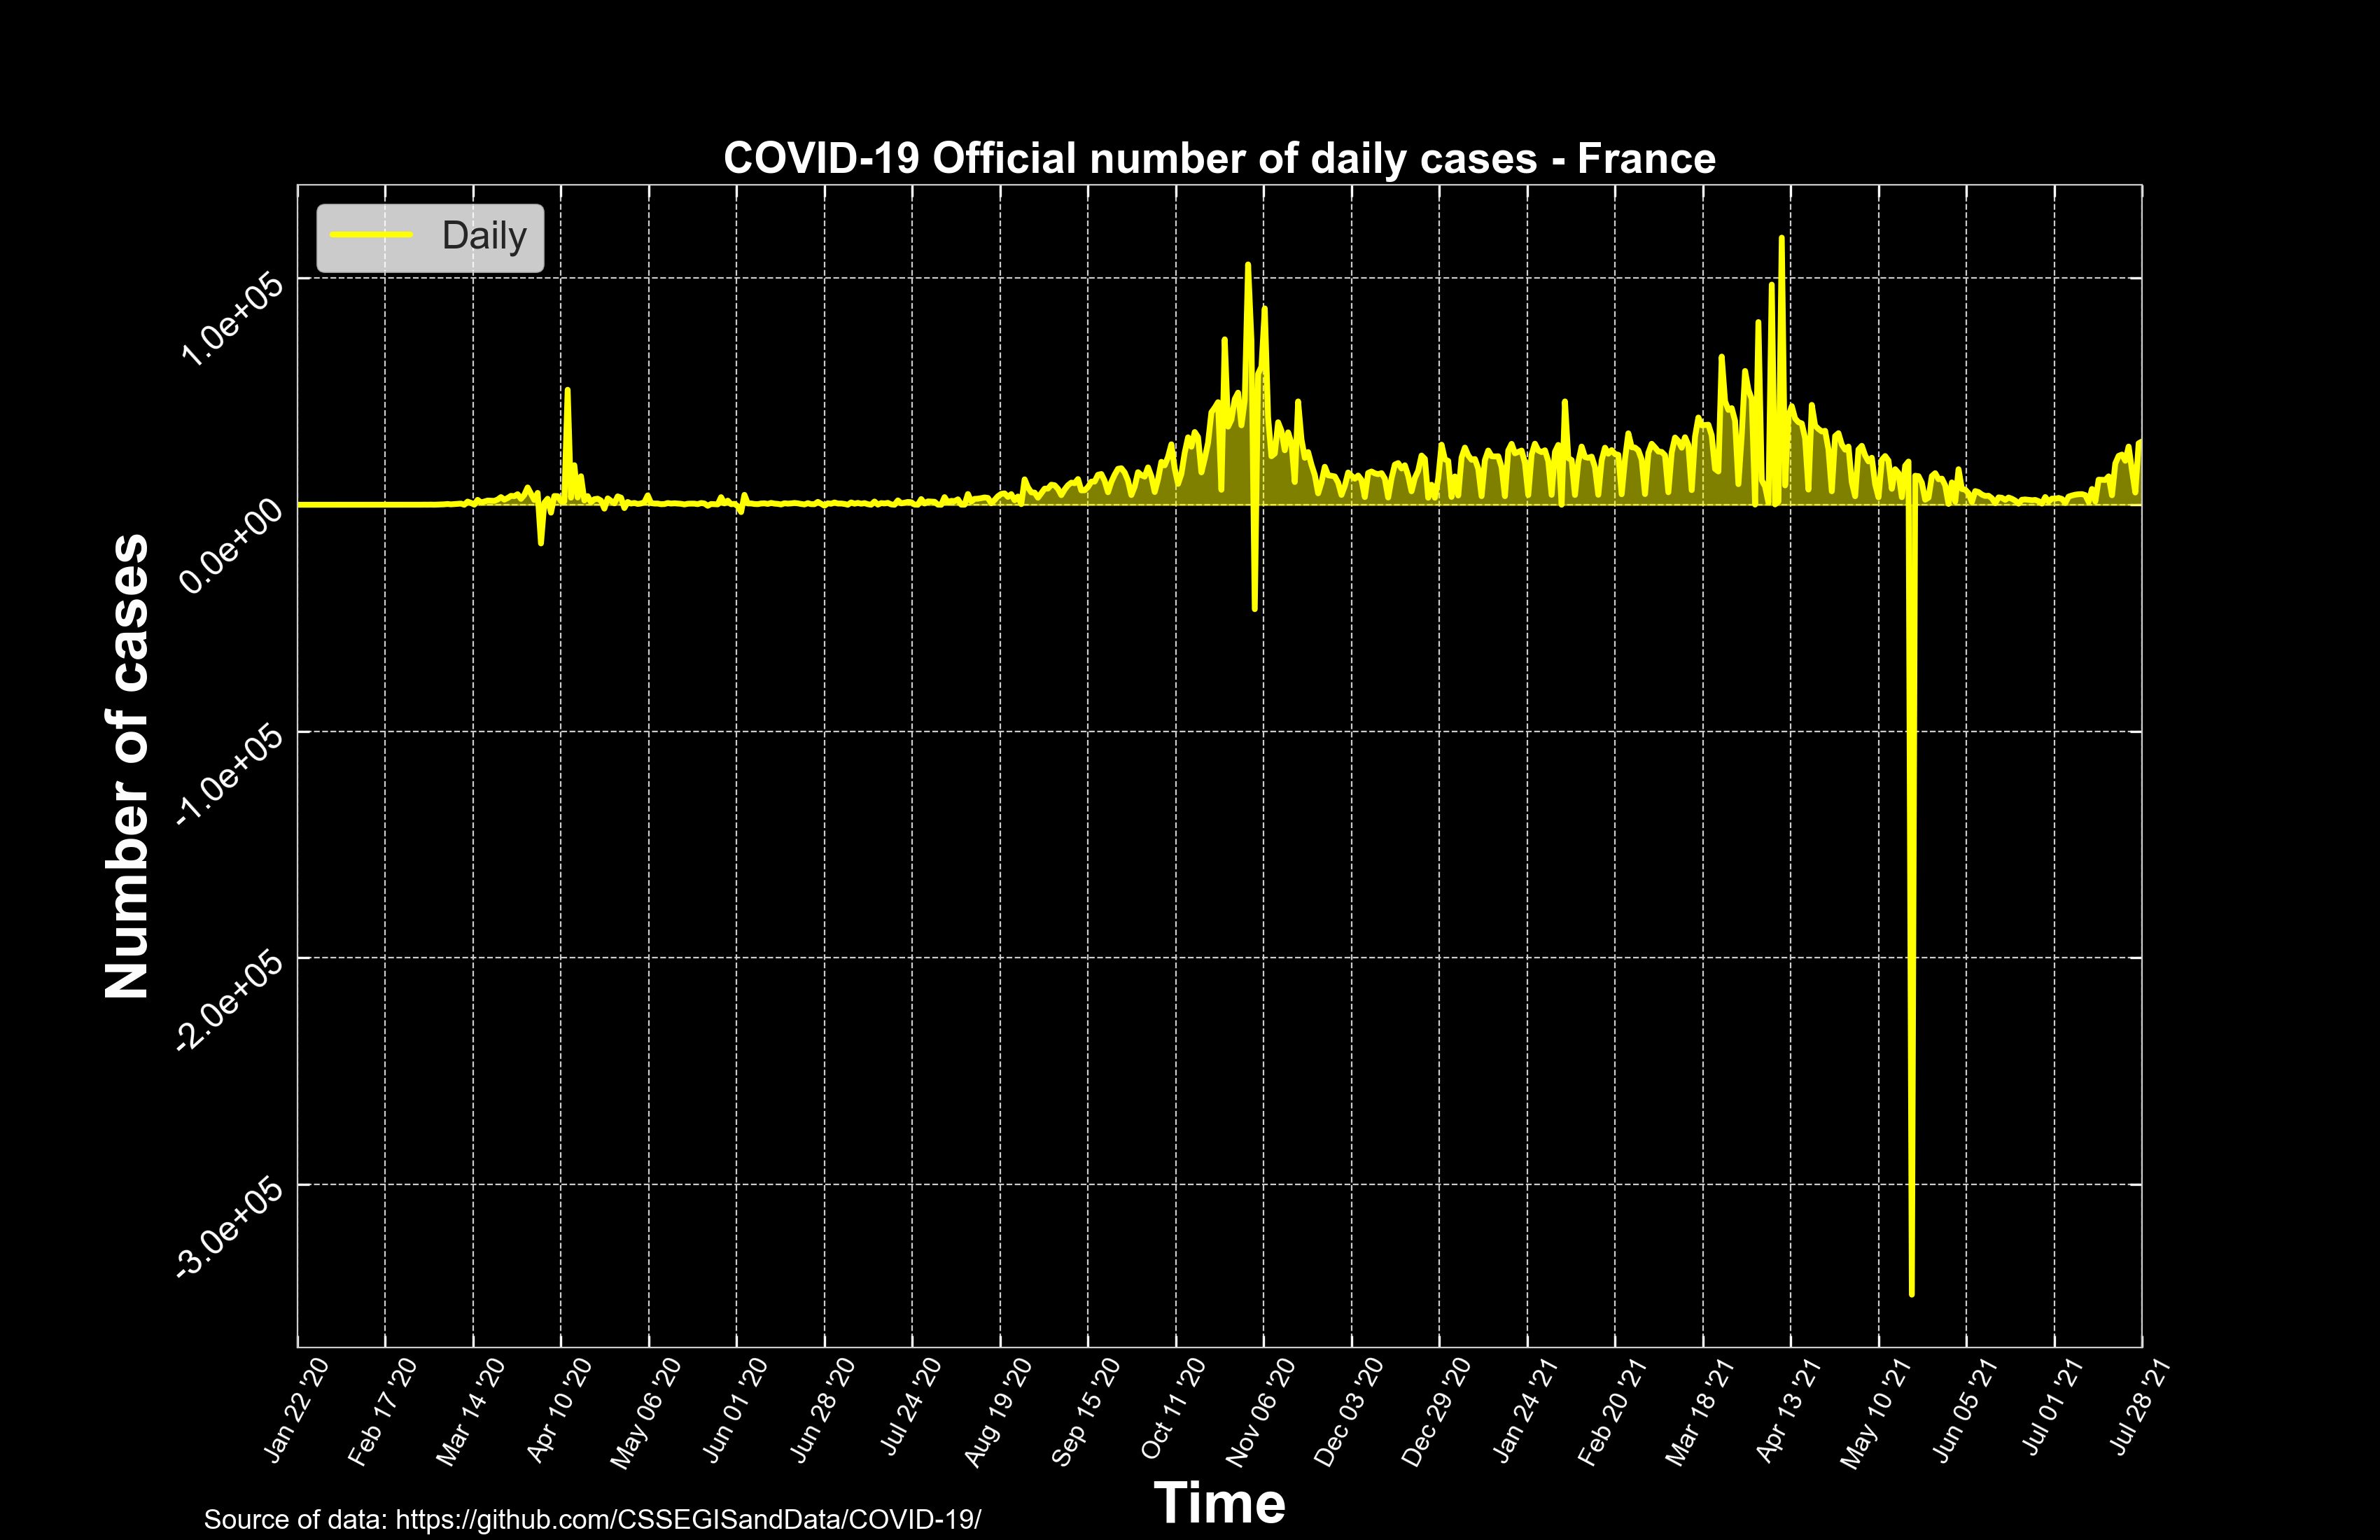 COVID-19 Official number of daily cases - France
Daily
1.0e+05
0.0e+00
-1.0e+05
-2.0e+05
-3.0e+05
Number of cases
Jan 22 '20
Feb 17 '20
Mar 14 '20
Apr 10 '20
May 06 '20
Jun 01 '20
Jun 28 '20
Jul 24 '20
Aug 19 '20
Sep 15 '20
Oct 11 '20
Nov 06 '20
Dec 03 '20
Dec 29 '20
Jan 24 '21
Feb 20 '21
Mar 18 '21
Apr 13 '21
May 10 '21
Jun 05 '21
Jul 01 '21
Jul 28 '21
Time
Source of data: https://github.com/CSSEGISandData/COVID-19/